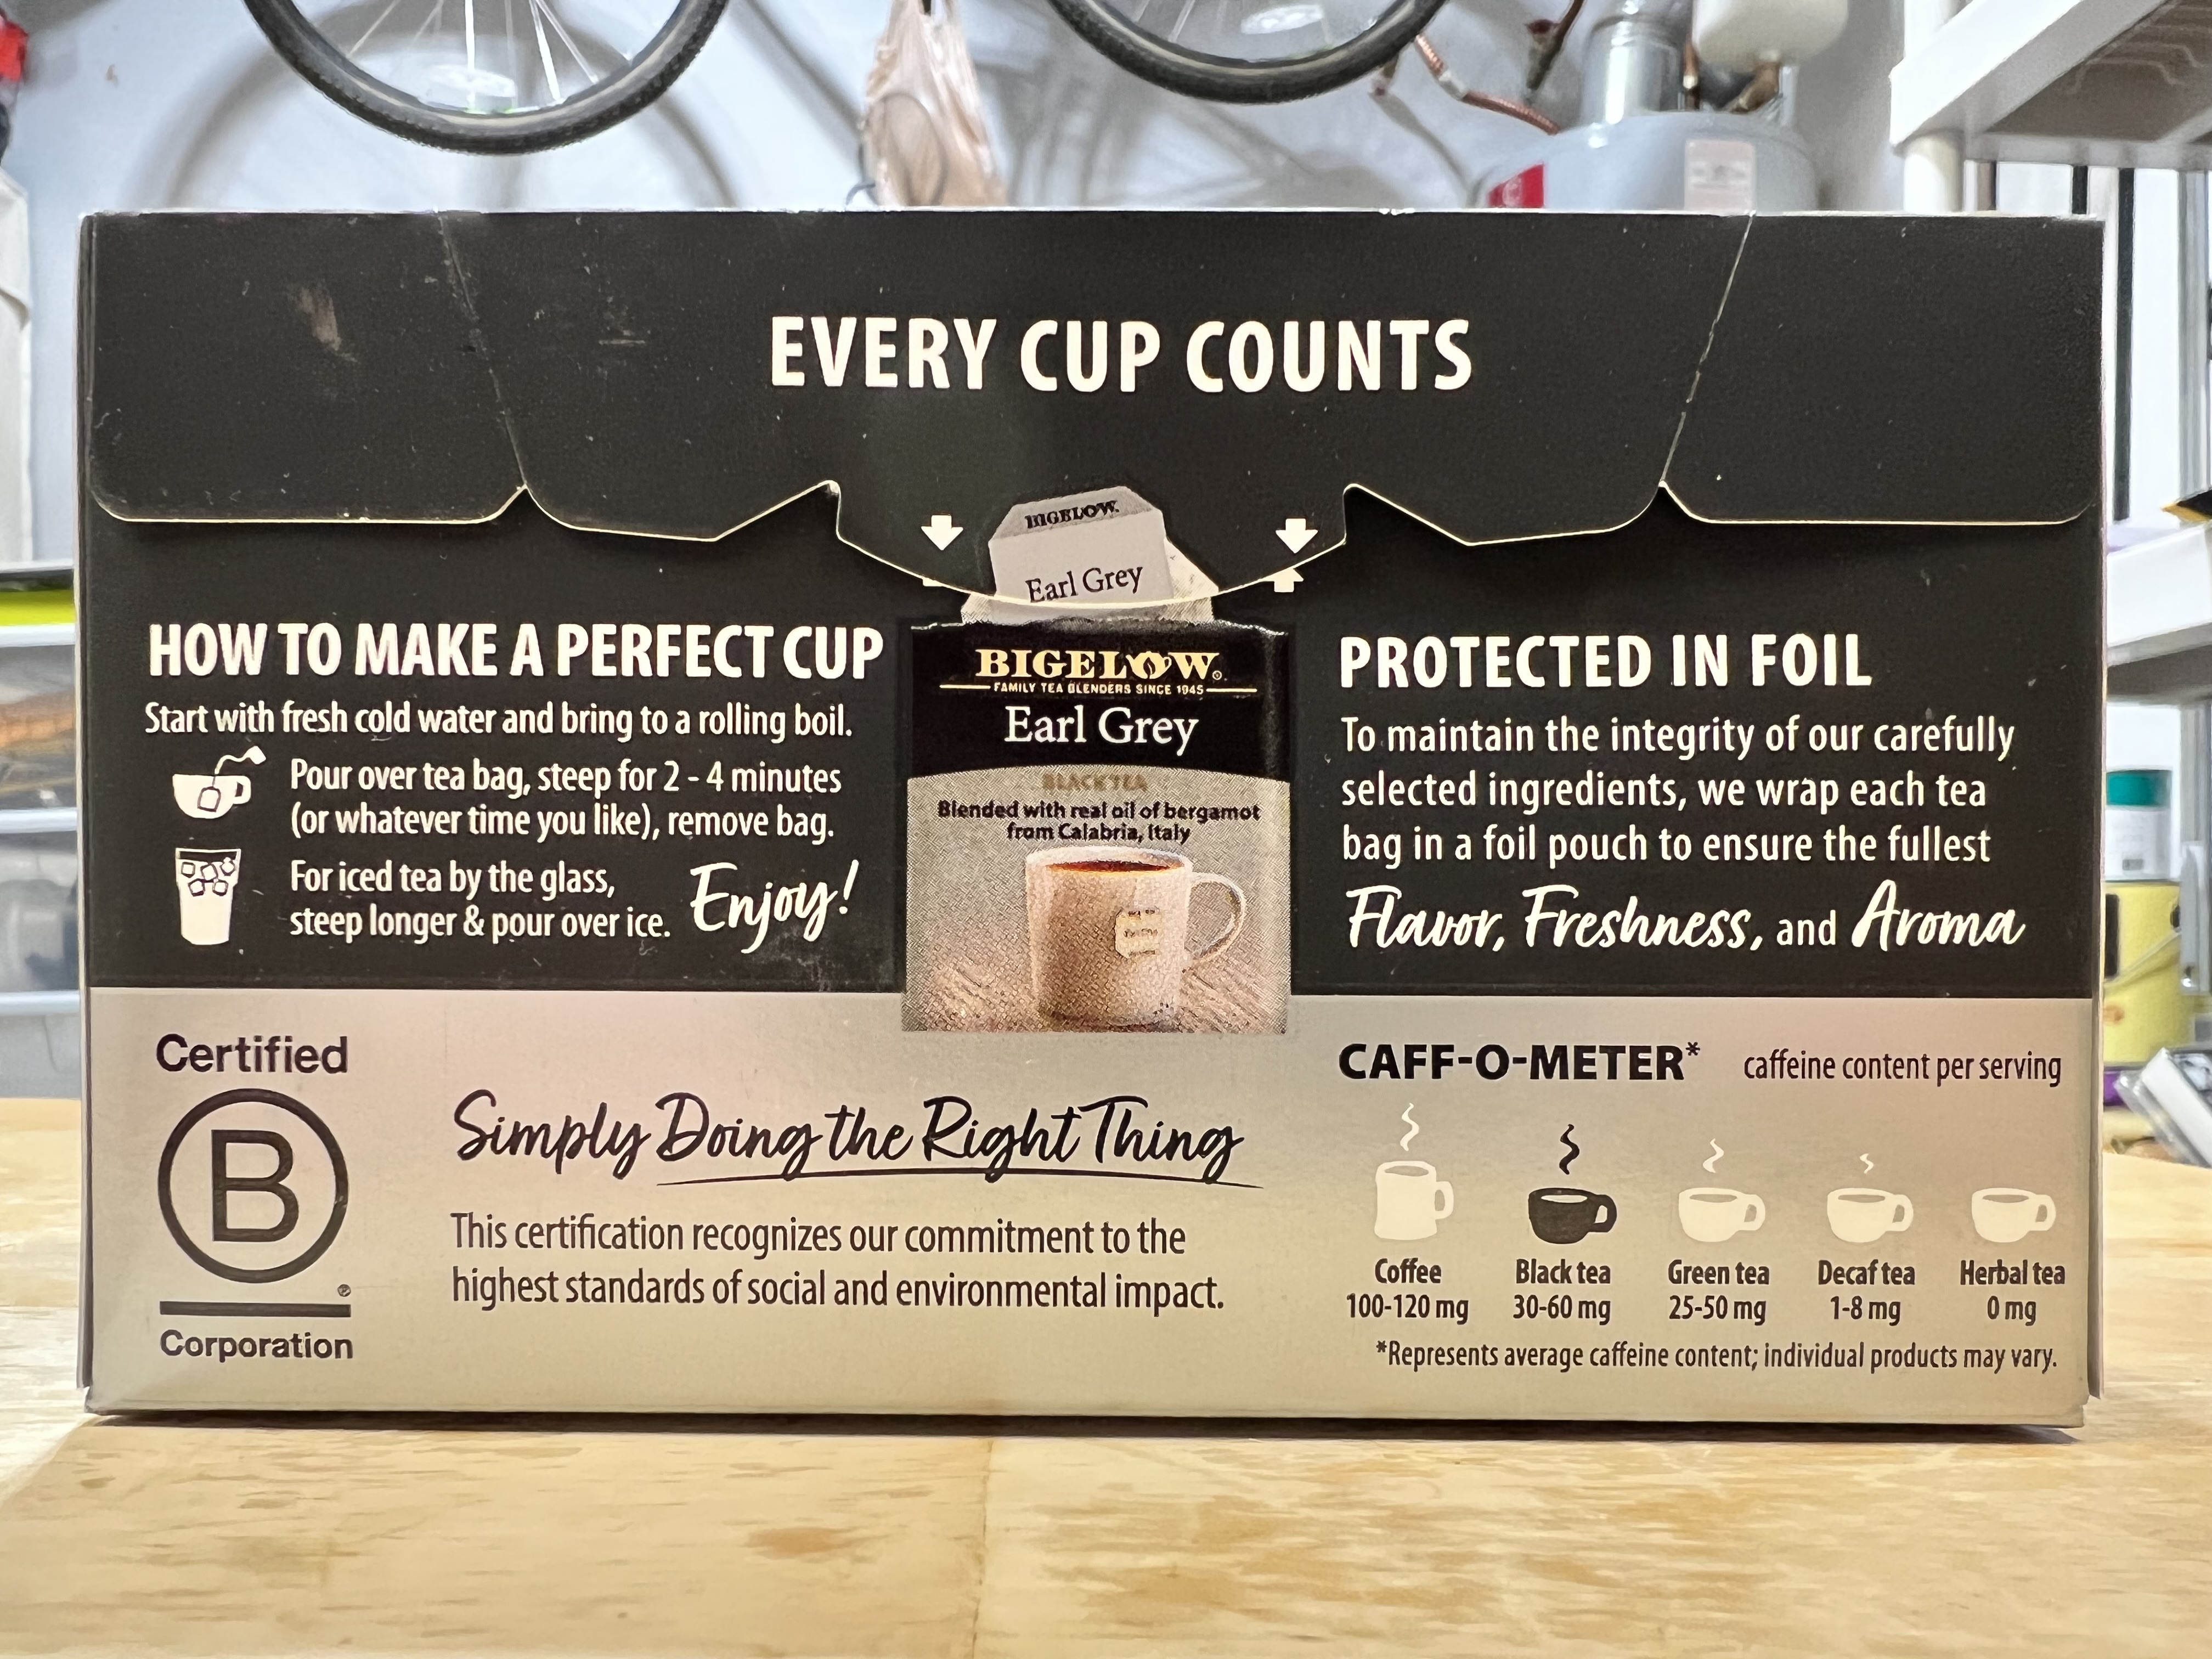 EVERY CUP COUNTS
BIGELOW.
Earl Grey
HOW TO MAKE A PERFECT CUP
Start with fresh cold water and bring to a rolling boil.
Pour over tea bag, steep for 2 - 4 minutes
(or whatever time you like), remove bag.
For iced tea by the glass,
steep longer & pour over ice.
Enjoy!
BIGELOW®
FAMILY TEA BLENDERS SINCE 1945
Earl Grey
BLACK TEA
Blended with real oil of bergamot
from Calabria, Italy
PROTECTED IN FOIL
To maintain the integrity of our carefully
selected ingredients, we wrap each tea
bag in a foil pouch to ensure the fullest
Flavor, Freshness, and Aroma
Certified
B
®
Corporation
Simply Doing the Right Thing
This certification recognizes our commitment to the
highest standards of social and environmental impact.
CAFF-O-METER* caffeine content per serving
Coffee
100-120 mg
Black tea
30-60 mg
Green tea
25-50 mg
Decaf tea
1-8 mg
Herbal tea
0 mg
*Represents average caffeine content; individual products may vary.